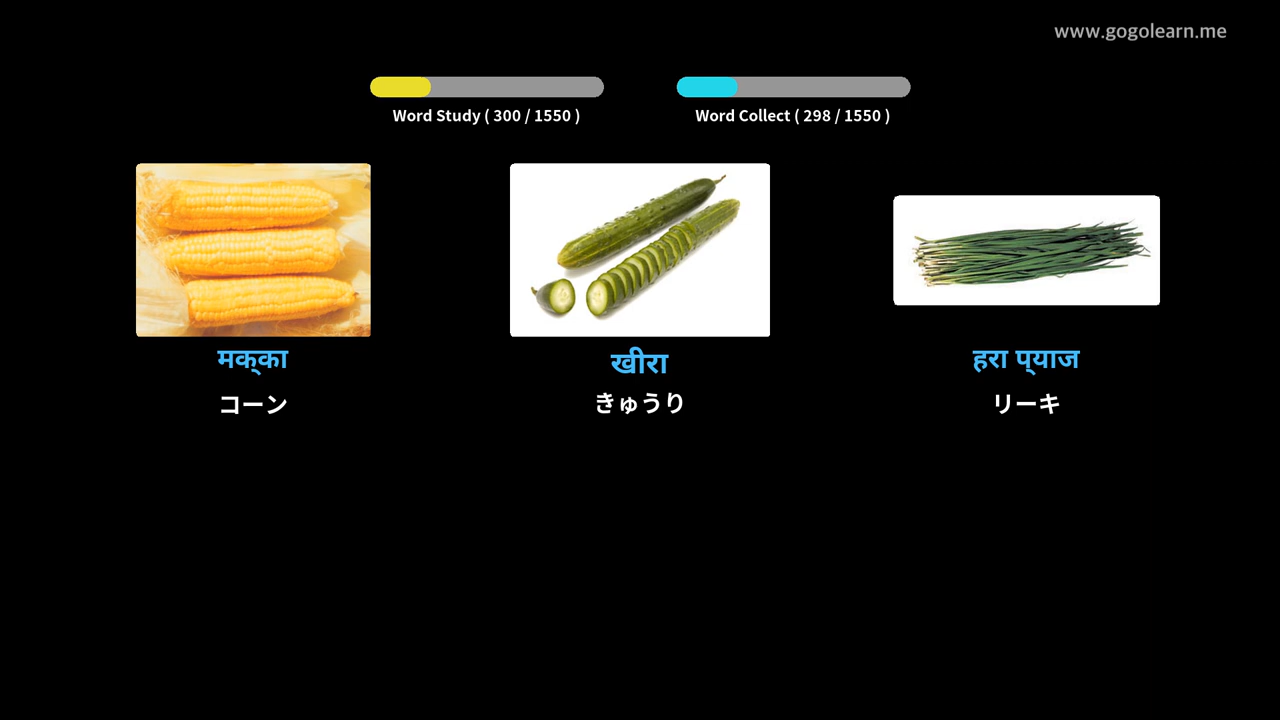 www.gogolearn.me
Word Study ( 300 / 1550 )
Word Collect ( 298 / 1550 )
मक्का
खीरा
हरा प्याज
コーン
きゅうり
リーキ